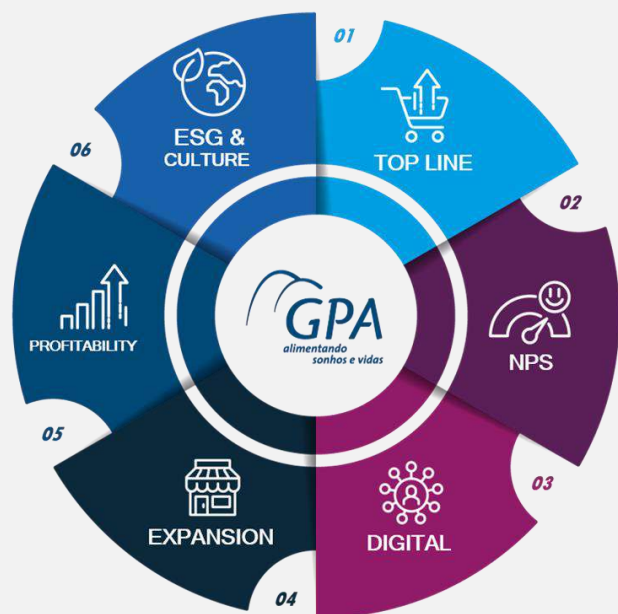 01
TOP LINE
02
NPS
03
DIGITAL
04
EXPANSION
05
PROFITABILITY
06
ESG &
CULTURE
GPA
alimentando
sonhos e vidas